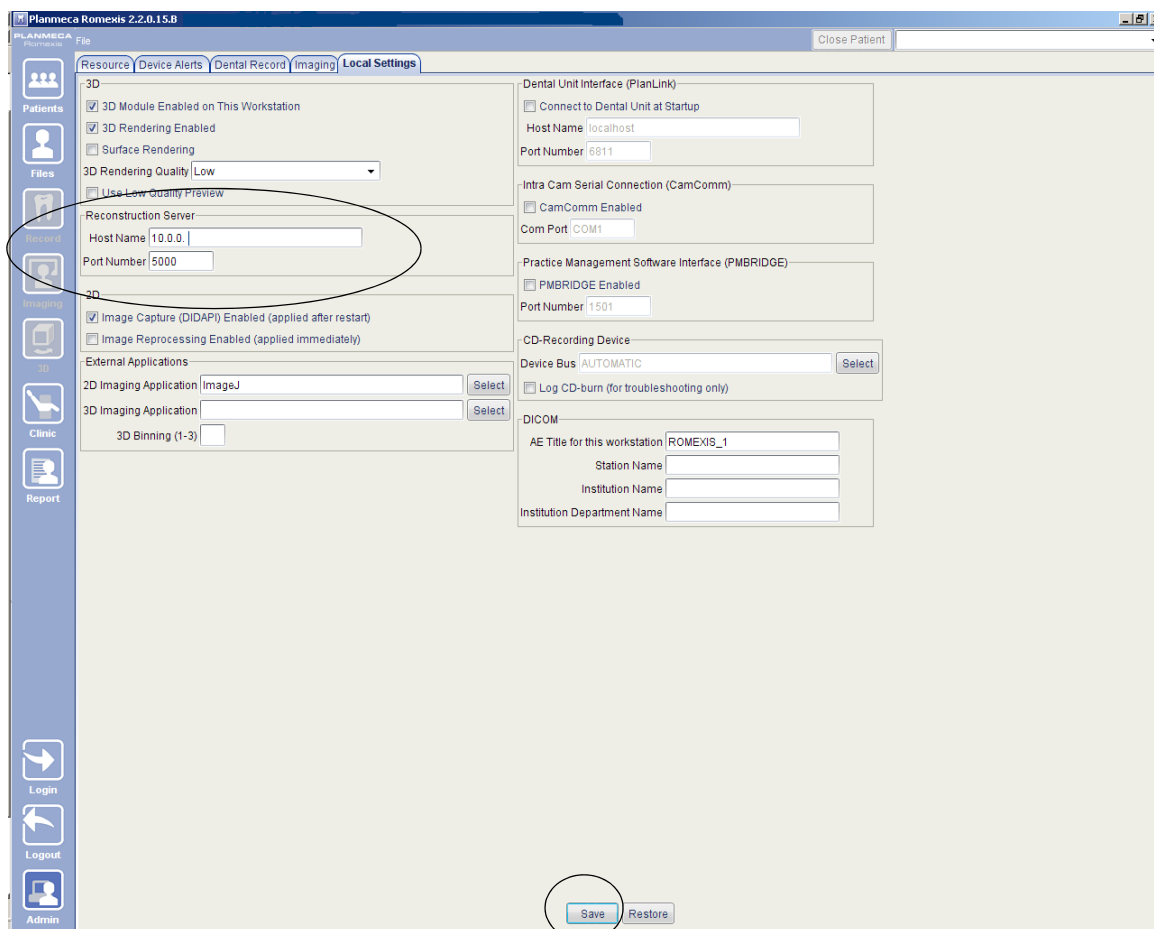 Planmeca Romexis 2.2.0.15.B
PLANMECA
Romexis
File
Close Patient
Resource
Device Alerts
Dental Record
Imaging
Local Settings
Patients
Files
Record
Imaging
3D
Clinic
Report
Login
Logout
Admin
3D
3D Module Enabled on This Workstation
3D Rendering Enabled
Surface Rendering
3D Rendering Quality Low
Use Low Quality Preview
Reconstruction Server
Host Name 10.0.0.
Port Number 5000
2D
Image Capture (DIDAPI) Enabled (applied after restart)
Image Reprocessing Enabled (applied immediately)
External Applications
2D Imaging Application ImageJ Select
3D Imaging Application Select
3D Binning (1-3)
Dental Unit Interface (PlanLink)
Connect to Dental Unit at Startup
Host Name localhost
Port Number 6811
Intra Cam Serial Connection (CamComm)
CamComm Enabled
Com Port COM1
Practice Management Software Interface (PMBRIDGE)
PMBRIDGE Enabled
Port Number 1501
CD-Recording Device
Device Bus AUTOMATIC Select
Log CD-burn (for troubleshooting only)
DICOM
AE Title for this workstation ROMEXIS_1
Station Name
Institution Name
Institution Department Name
Save Restore